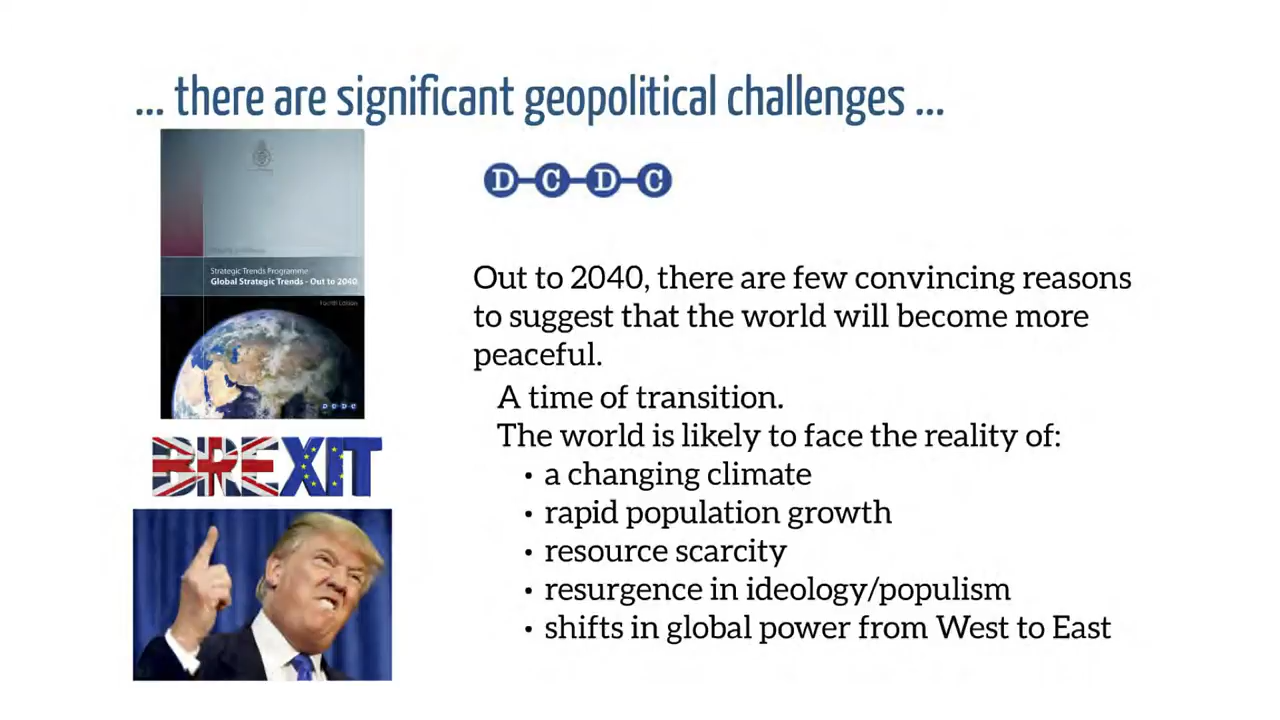 ... there are significant geopolitical challenges ...
D-C-D-C
Strategic Trends Programme
Global Strategic Trends - Out to 2040
Fourth Edition
D C D C
BREXIT
Out to 2040, there are few convincing reasons
to suggest that the world will become more
peaceful.
A time of transition.
The world is likely to face the reality of:
• a changing climate
• rapid population growth
• resource scarcity
• resurgence in ideology/populism
• shifts in global power from West to East